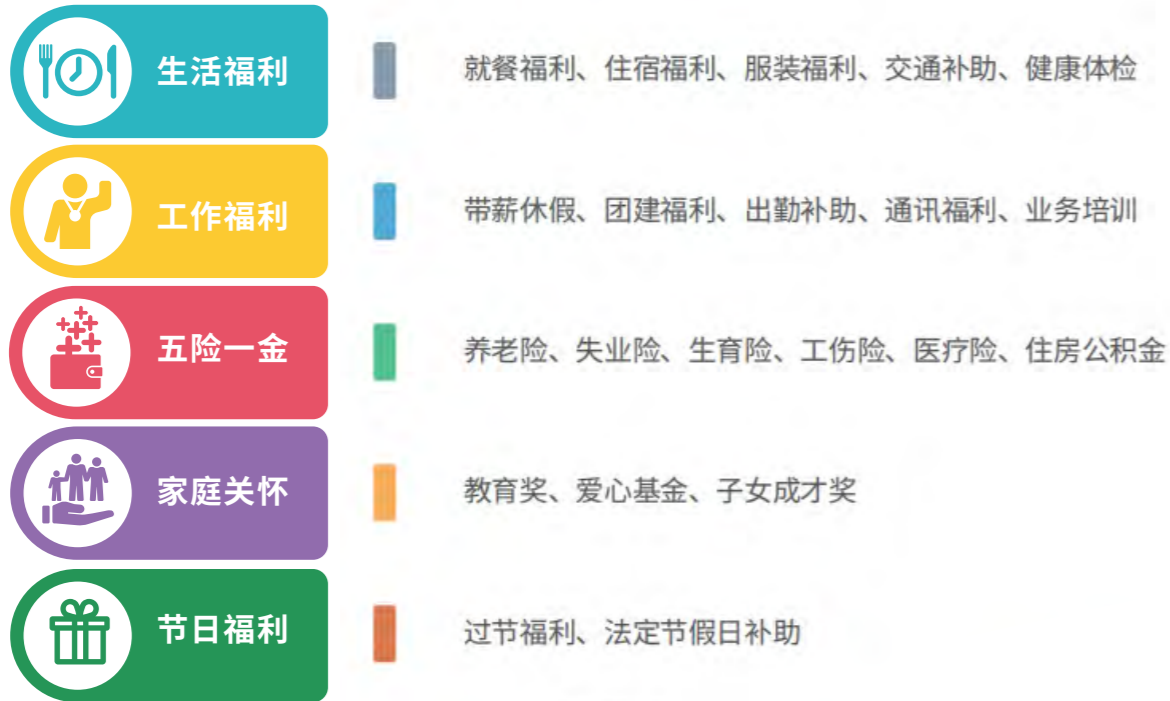 生活福利
就餐福利、住宿福利、服装福利、交通补助、健康体检
工作福利
带薪休假、团建福利、出勤补助、通讯福利、业务培训
五险一金
养老险、失业险、生育险、工伤险、医疗险、住房公积金
家庭关怀
教育奖、爱心基金、子女成才奖
节日福利
过节福利、法定节假日补助